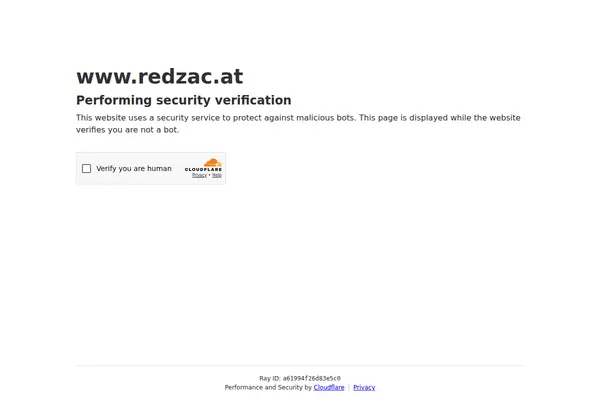 www.redzac.at
Performing security verification
This website uses a security service to protect against malicious bots. This page is displayed while the website
verifies you are not a bot.
Verify you are human
CLOUDFLARE
Privacy • Help
Ray ID: a61994f26d83e5c0
Performance and Security by Cloudflare | Privacy